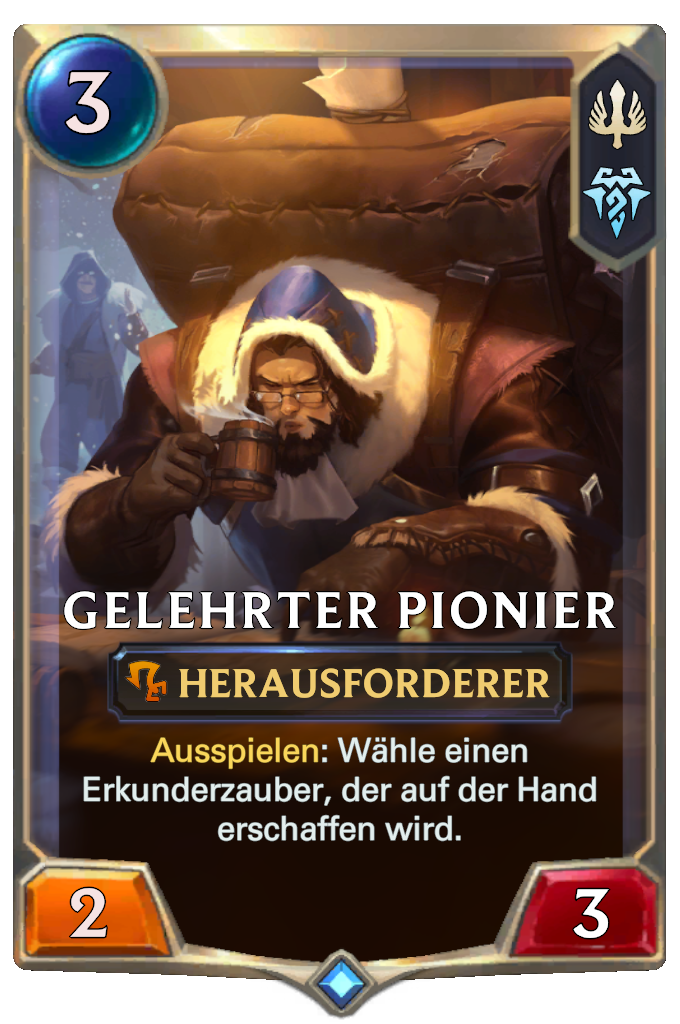 3
GELEHRTER PIONIER
HERAUSFORDERER
Ausspielen: Wähle einen
Erkunderzauber, der auf der Hand
erschaffen wird.
2
3